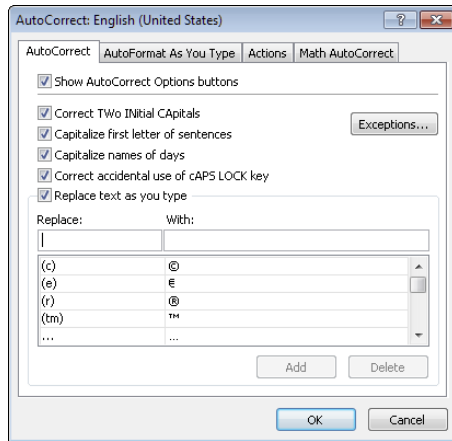 AutoCorrect: English (United States)
AutoCorrect AutoFormat As You Type Actions Math AutoCorrect
Show AutoCorrect Options buttons
Correct TWo INitial CApitals
Exceptions...
Capitalize first letter of sentences
Capitalize names of days
Correct accidental use of cAPS LOCK key
Replace text as you type
Replace: With:
(c) ©
(e) €
(r) ®
(tm) ™
... ...
Add Delete
OK Cancel